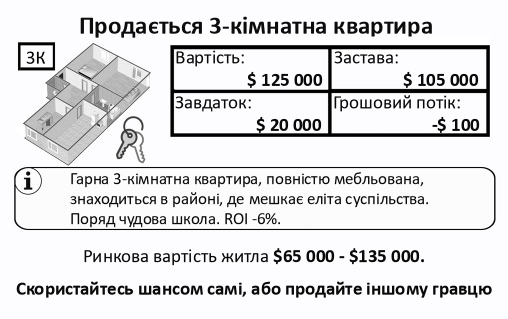 Продається 3-кімнатна квартира
3К
Вартість:
$ 125 000
Застава:
$ 105 000
Завдаток:
$ 20 000
Грошовий потік:
-$ 100
i
Гарна 3-кімнатна квартира, повністю мебльована,
знаходиться в районі, де мешкає еліта суспільства.
Поряд чудова школа. ROI -6%.
Ринкова вартість житла $65 000 - $135 000.
Скористайтесь шансом самі, або продайте іншому гравцю